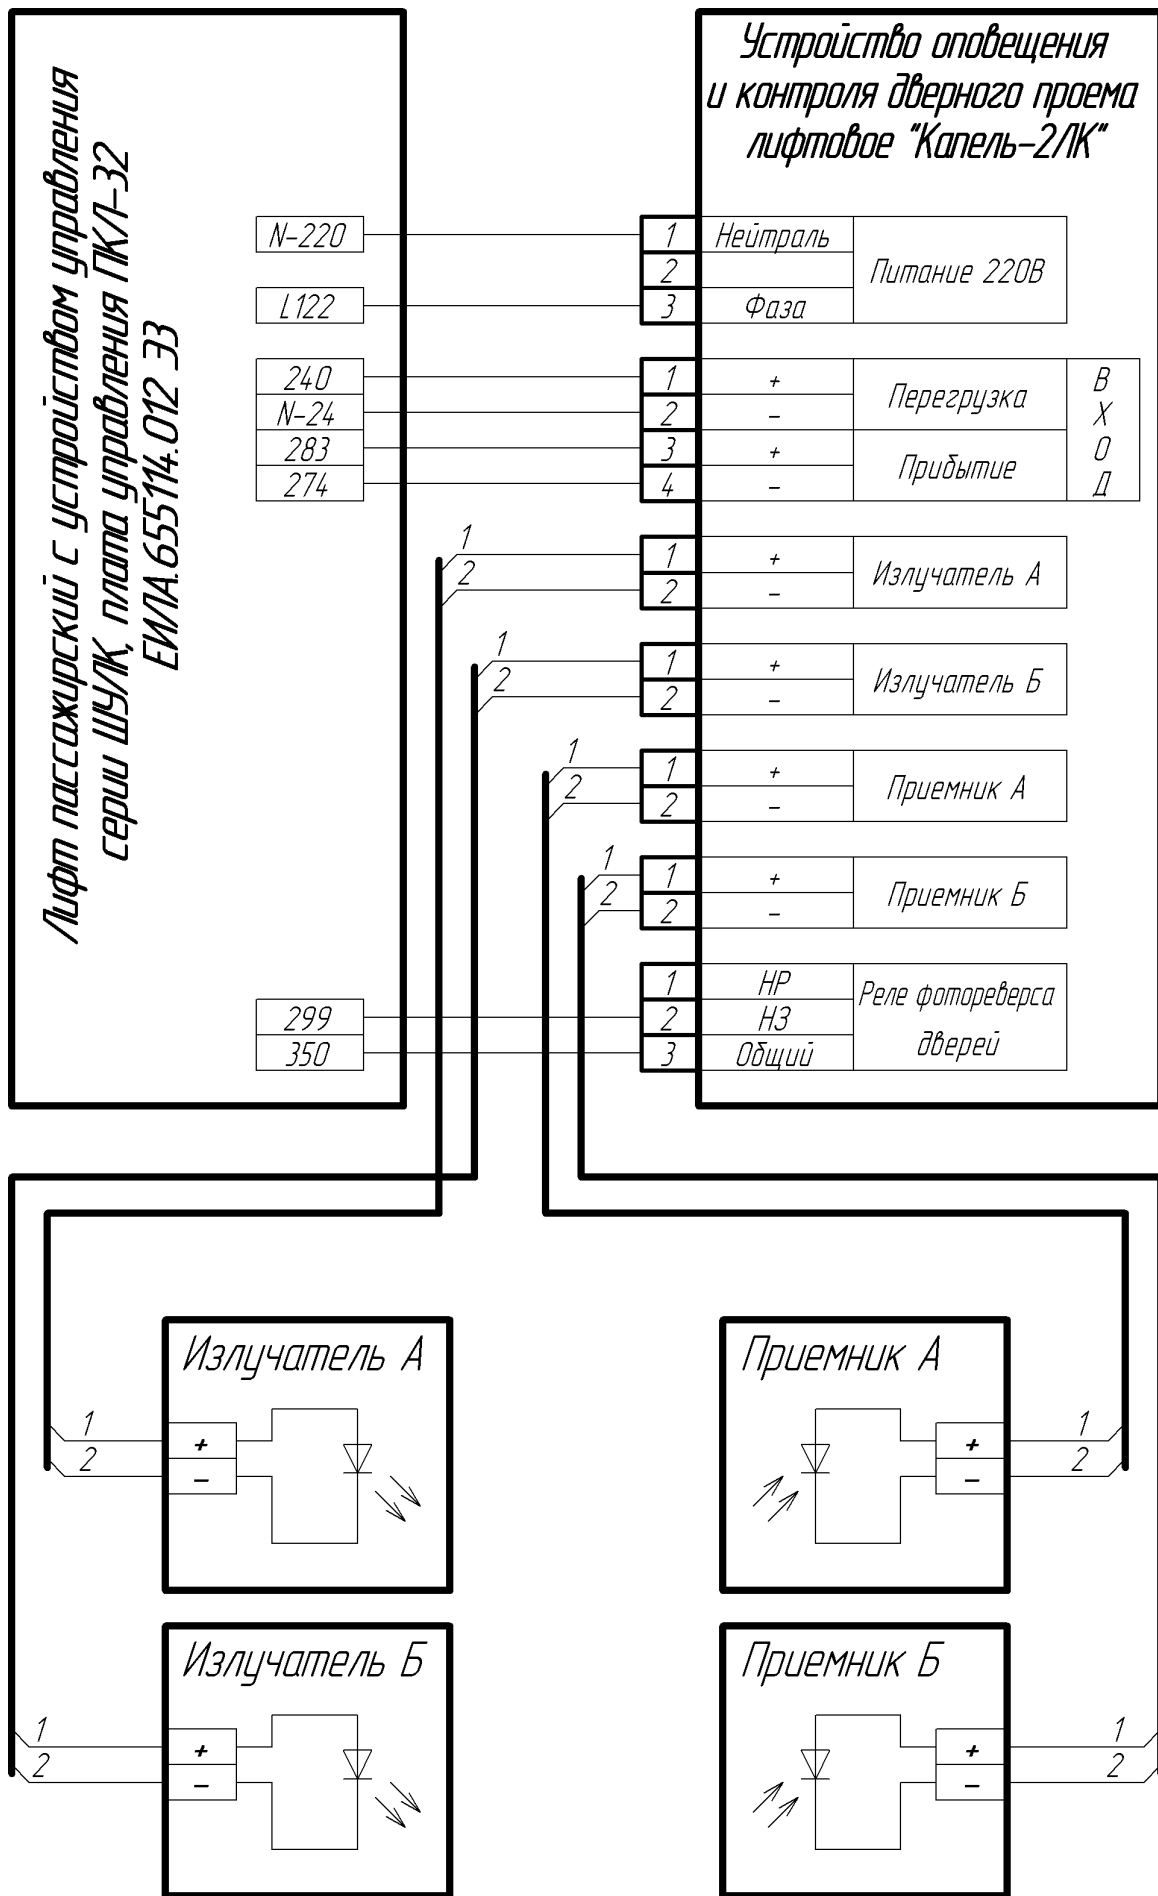 Лифт пассажирский с устройством управления
серии ШУЛК, плата управления ПКЛ-32
ЕИЛА.655114.012 Э3
Устройство оповещения
и контроля дверного проема
лифтовое "Капель-2ЛК"
N-220
1
Нейтраль
2
Питание 220В
L122
3
Фаза
240
1
+
Перегрузка
В
N-24
2
-
Х
283
3
+
Прибытие
О
274
4
-
Д
1
1
+
Излучатель А
2
2
-
1
1
+
Излучатель Б
2
2
-
1
1
+
Приемник А
2
2
-
1
1
+
Приемник Б
2
2
-
1
НР
Реле фотореверса
дверей
299
2
НЗ
350
3
Общий
Излучатель А
1
+
2
-
Приемник А
+
1
-
2
Излучатель Б
1
+
2
-
Приемник Б
+
1
-
2